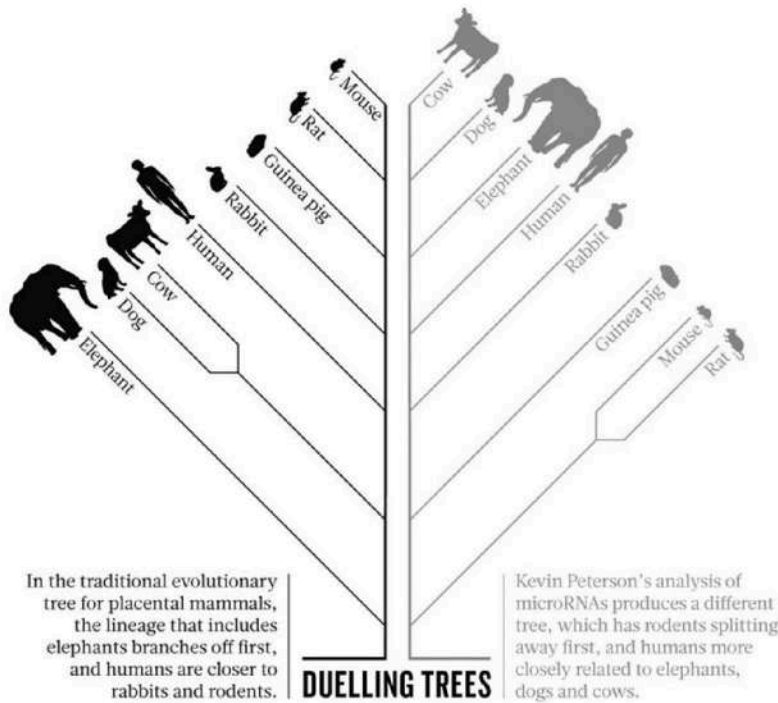 Mouse
Rat
Guinea pig
Rabbit
Human
Cow
Dog
Elephant
Cow
Dog
Elephant
Human
Rabbit
Guinea pig
Mouse
Rat
In the traditional evolutionary
tree for placental mammals,
the lineage that includes
elephants branches off first,
and humans are closer to
rabbits and rodents.
DUELLING TREES
Kevin Peterson's analysis of
microRNAs produces a different
tree, which has rodents splitting
away first, and humans more
closely related to elephants,
dogs and cows.